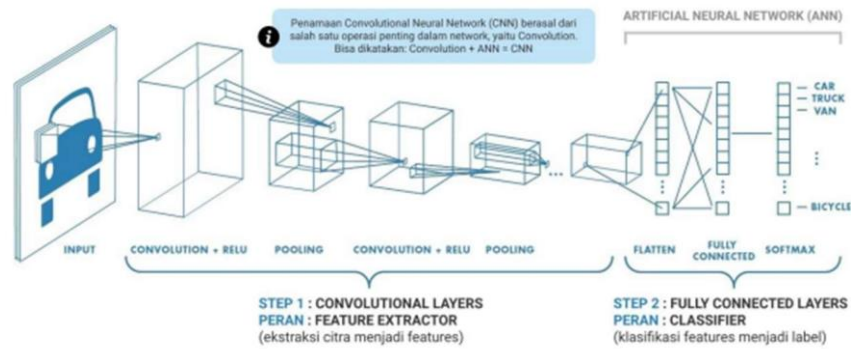 Penamaan Convolutional Neural Network (CNN) berasal dari
salah satu operasi penting dalam network, yaitu Convolution.
Bisa dikatakan: Convolution + ANN = CNN
i
ARTIFICIAL NEURAL NETWORK (ANN)
CAR
TRUCK
VAN
BICYCLE
INPUT
CONVOLUTION + RELU
POOLING
CONVOLUTION + RELU
POOLING
FLATTEN
FULLY
CONNECTED
SOFTMAX
STEP 1 : CONVOLUTIONAL LAYERS
PERAN : FEATURE EXTRACTOR
(ekstraksi citra menjadi features)
STEP 2 : FULLY CONNECTED LAYERS
PERAN : CLASSIFIER
(klasifikasi features menjadi label)